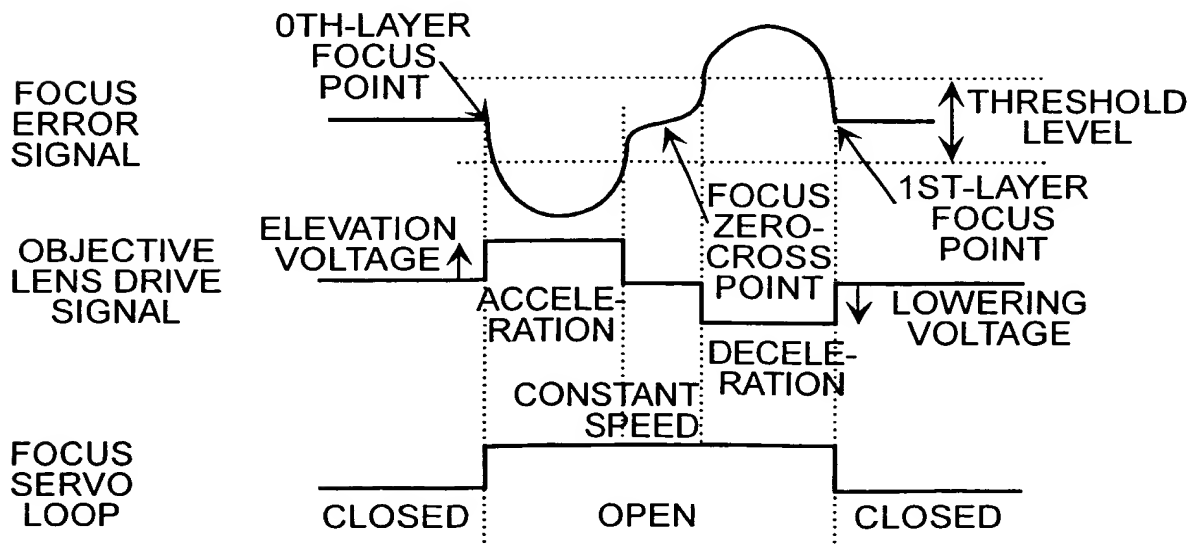 0TH-LAYER
FOCUS
POINT
FOCUS
ERROR
SIGNAL
THRESHOLD
LEVEL
1ST-LAYER
FOCUS
POINT
FOCUS
ZERO-
CROSS
POINT
ELEVATION
VOLTAGE
OBJECTIVE
LENS DRIVE
SIGNAL
ACCELE-
RATION
LOWERING
VOLTAGE
DECELE-
RATION
CONSTANT
SPEED
FOCUS
SERVO
LOOP
CLOSED
OPEN
CLOSED